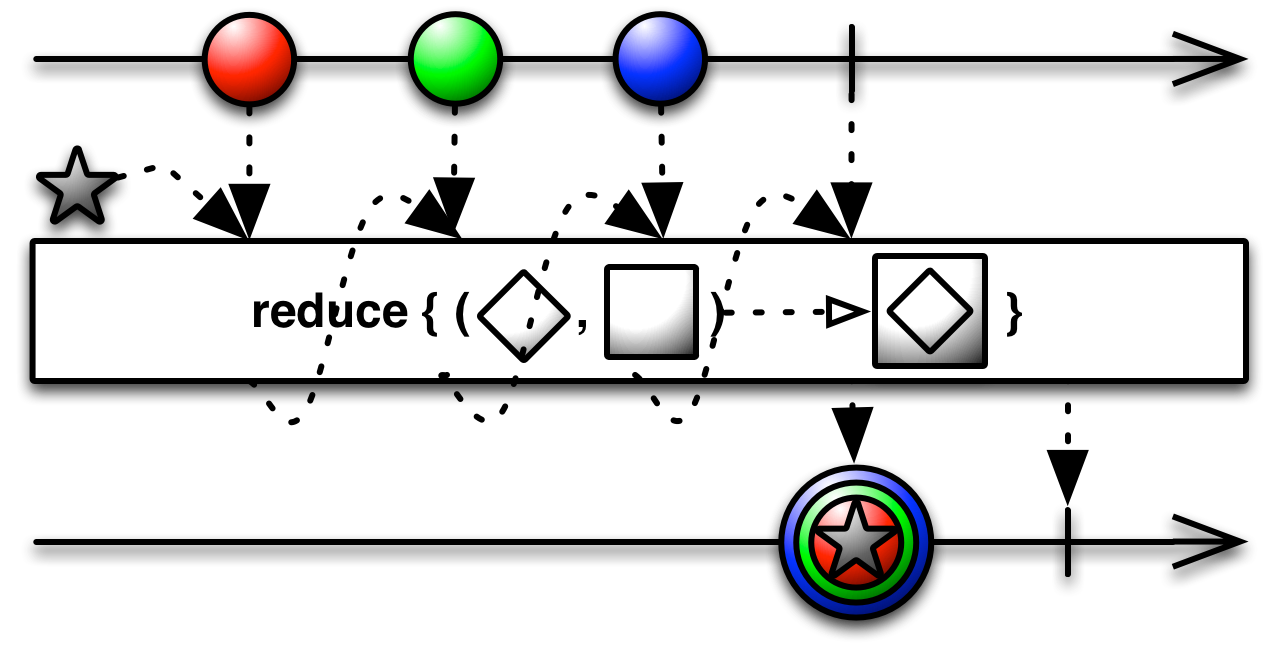 reduce { ( , ) }